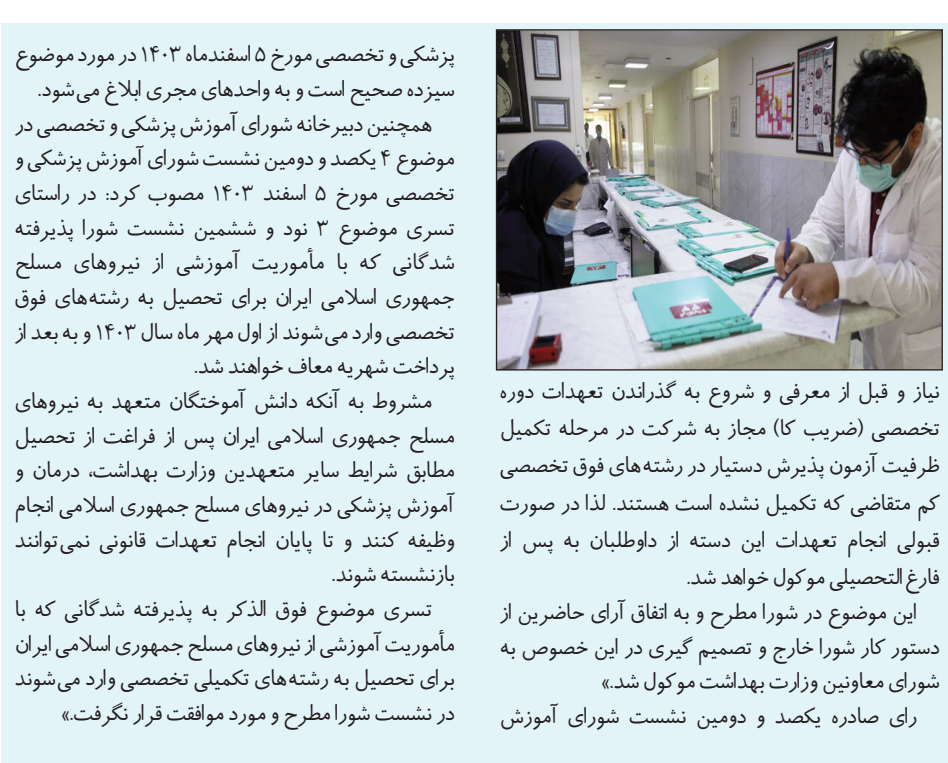 نیاز و قبل از معرفی و شروع به گذراندن تعهدات دوره
تخصصی (ضریب کا) مجاز به شرکت در مرحله تکمیل
ظرفیت آزمون پذیرش دستیار در رشته‌های فوق تخصصی
کم متقاضی که تکمیل نشده است هستند. لذا در صورت
قبولی انجام تعهدات این دسته از داوطلبان به پس از
فارغ‌التحصیلی موکول خواهد شد.
این موضوع در شورا مطرح و به اتفاق آرای حاضرین از
دستور کار شورا خارج و تصمیم گیری در این خصوص به
شورای معاونین وزارت بهداشت موکول شد.»
رای صادره یکصد و دومین نشست شورای آموزش
پزشکی و تخصصی مورخ ۵ اسفندماه ۱۴۰۳ در مورد موضوع
سیزده صحیح است و به واحدهای مجری ابلاغ می‌شود.
همچنین دبیرخانه شورای آموزش پزشکی و تخصصی در
موضوع ۴ یکصد و دومین نشست شورای آموزش پزشکی و
تخصصی مورخ ۵ اسفند ۱۴۰۳ مصوب کرد: در راستای
تسری موضوع ۳ نود و ششمین نشست شورا پذیرفته
شدگانی که با مأموریت آموزشی از نیروهای مسلح
جمهوری اسلامی ایران برای تحصیل به رشته‌های فوق
تخصصی وارد می‌شوند از اول مهر ماه سال ۱۴۰۳ و به بعد از
پرداخت شهریه معاف خواهند شد.
مشروط به آنکه دانش آموختگان متعهد به نیروهای
مسلح جمهوری اسلامی ایران پس از فراغت از تحصیل
مطابق شرایط سایر متعهدین وزارت بهداشت، درمان و
آموزش پزشکی در نیروهای مسلح جمهوری اسلامی انجام
وظیفه کنند و تا پایان انجام تعهدات قانونی نمی‌توانند
بازنشسته شوند.
تسری موضوع فوق الذکر به پذیرفته شدگانی که با
مأموریت آموزشی از نیروهای مسلح جمهوری اسلامی ایران
برای تحصیل به رشته‌های تکمیلی تخصصی وارد می‌شوند
در نشست شورا مطرح و مورد موافقت قرار نگرفت.»